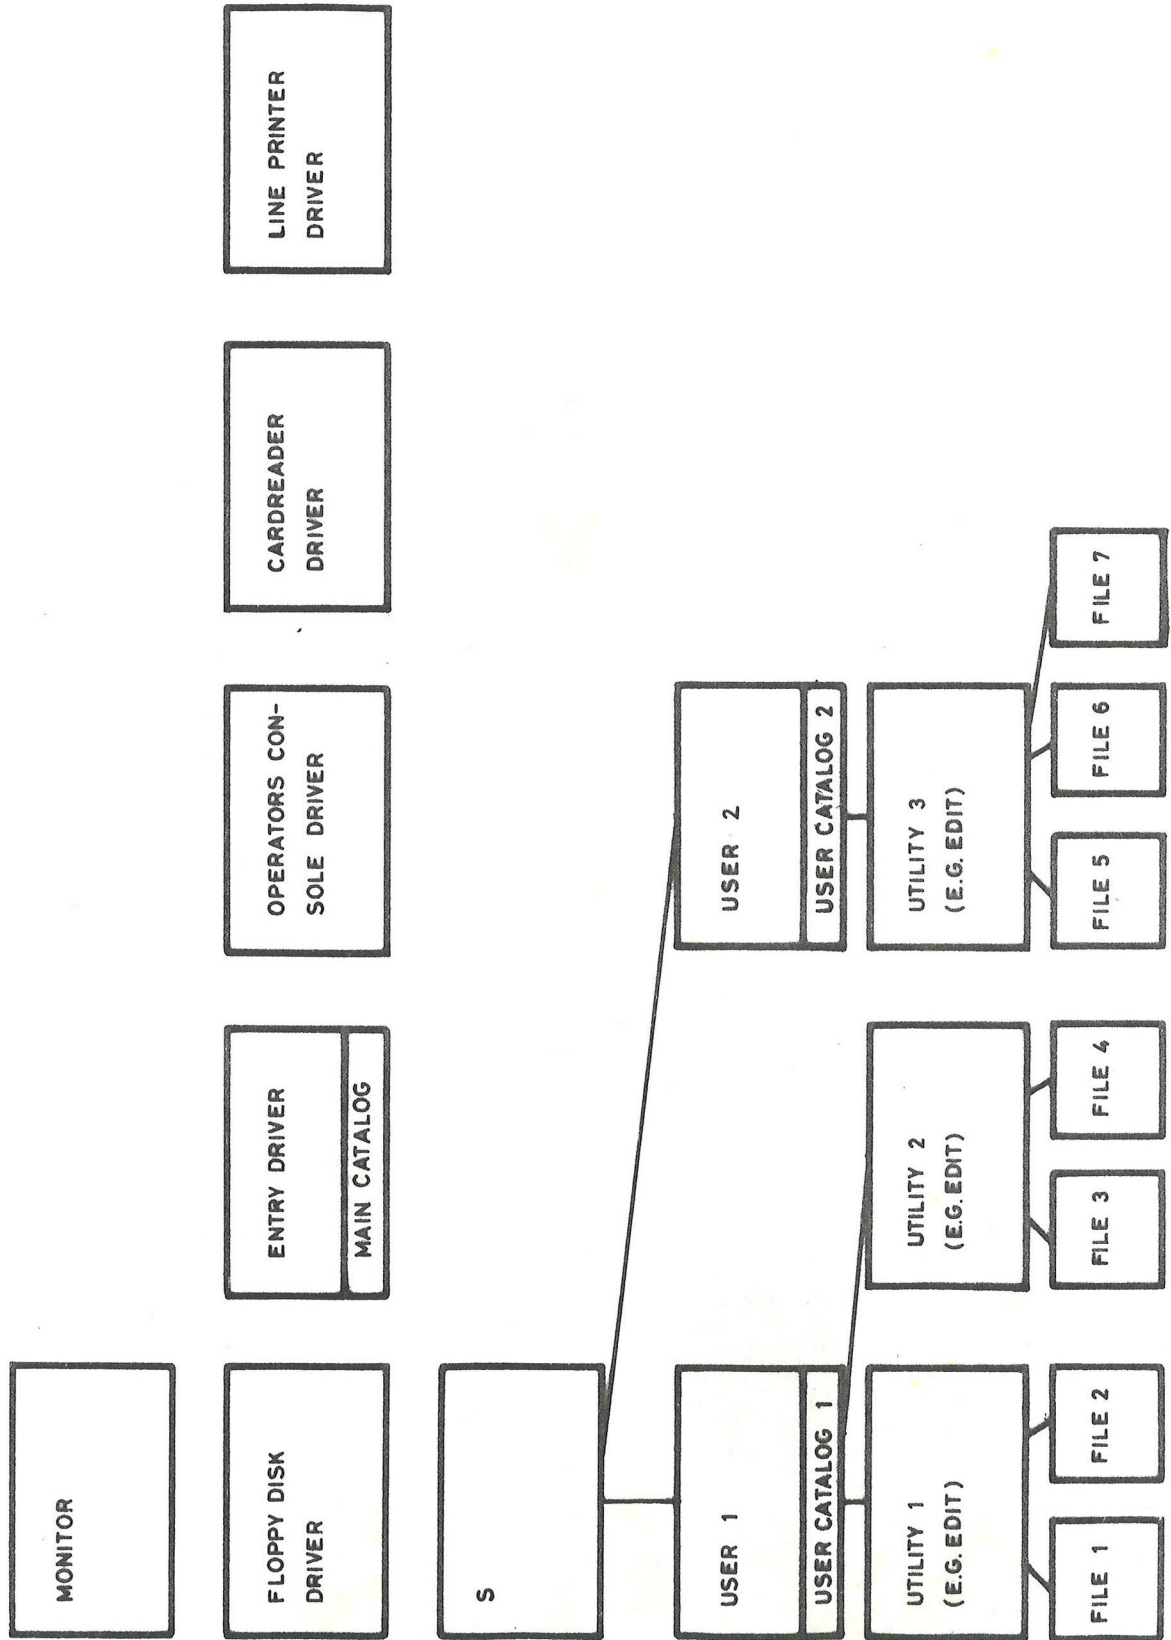 MONITOR
FLOPPY DISK
DRIVER
ENTRY DRIVER
MAIN CATALOG
OPERATORS CON-
SOLE DRIVER
CARDREADER
DRIVER
LINE PRINTER
DRIVER
S
USER 1
USER CATALOG 1
USER 2
USER CATALOG 2
UTILITY 1
(E.G. EDIT)
UTILITY 2
(E.G. EDIT)
UTILITY 3
(E.G. EDIT)
FILE 1
FILE 2
FILE 3
FILE 4
FILE 5
FILE 6
FILE 7